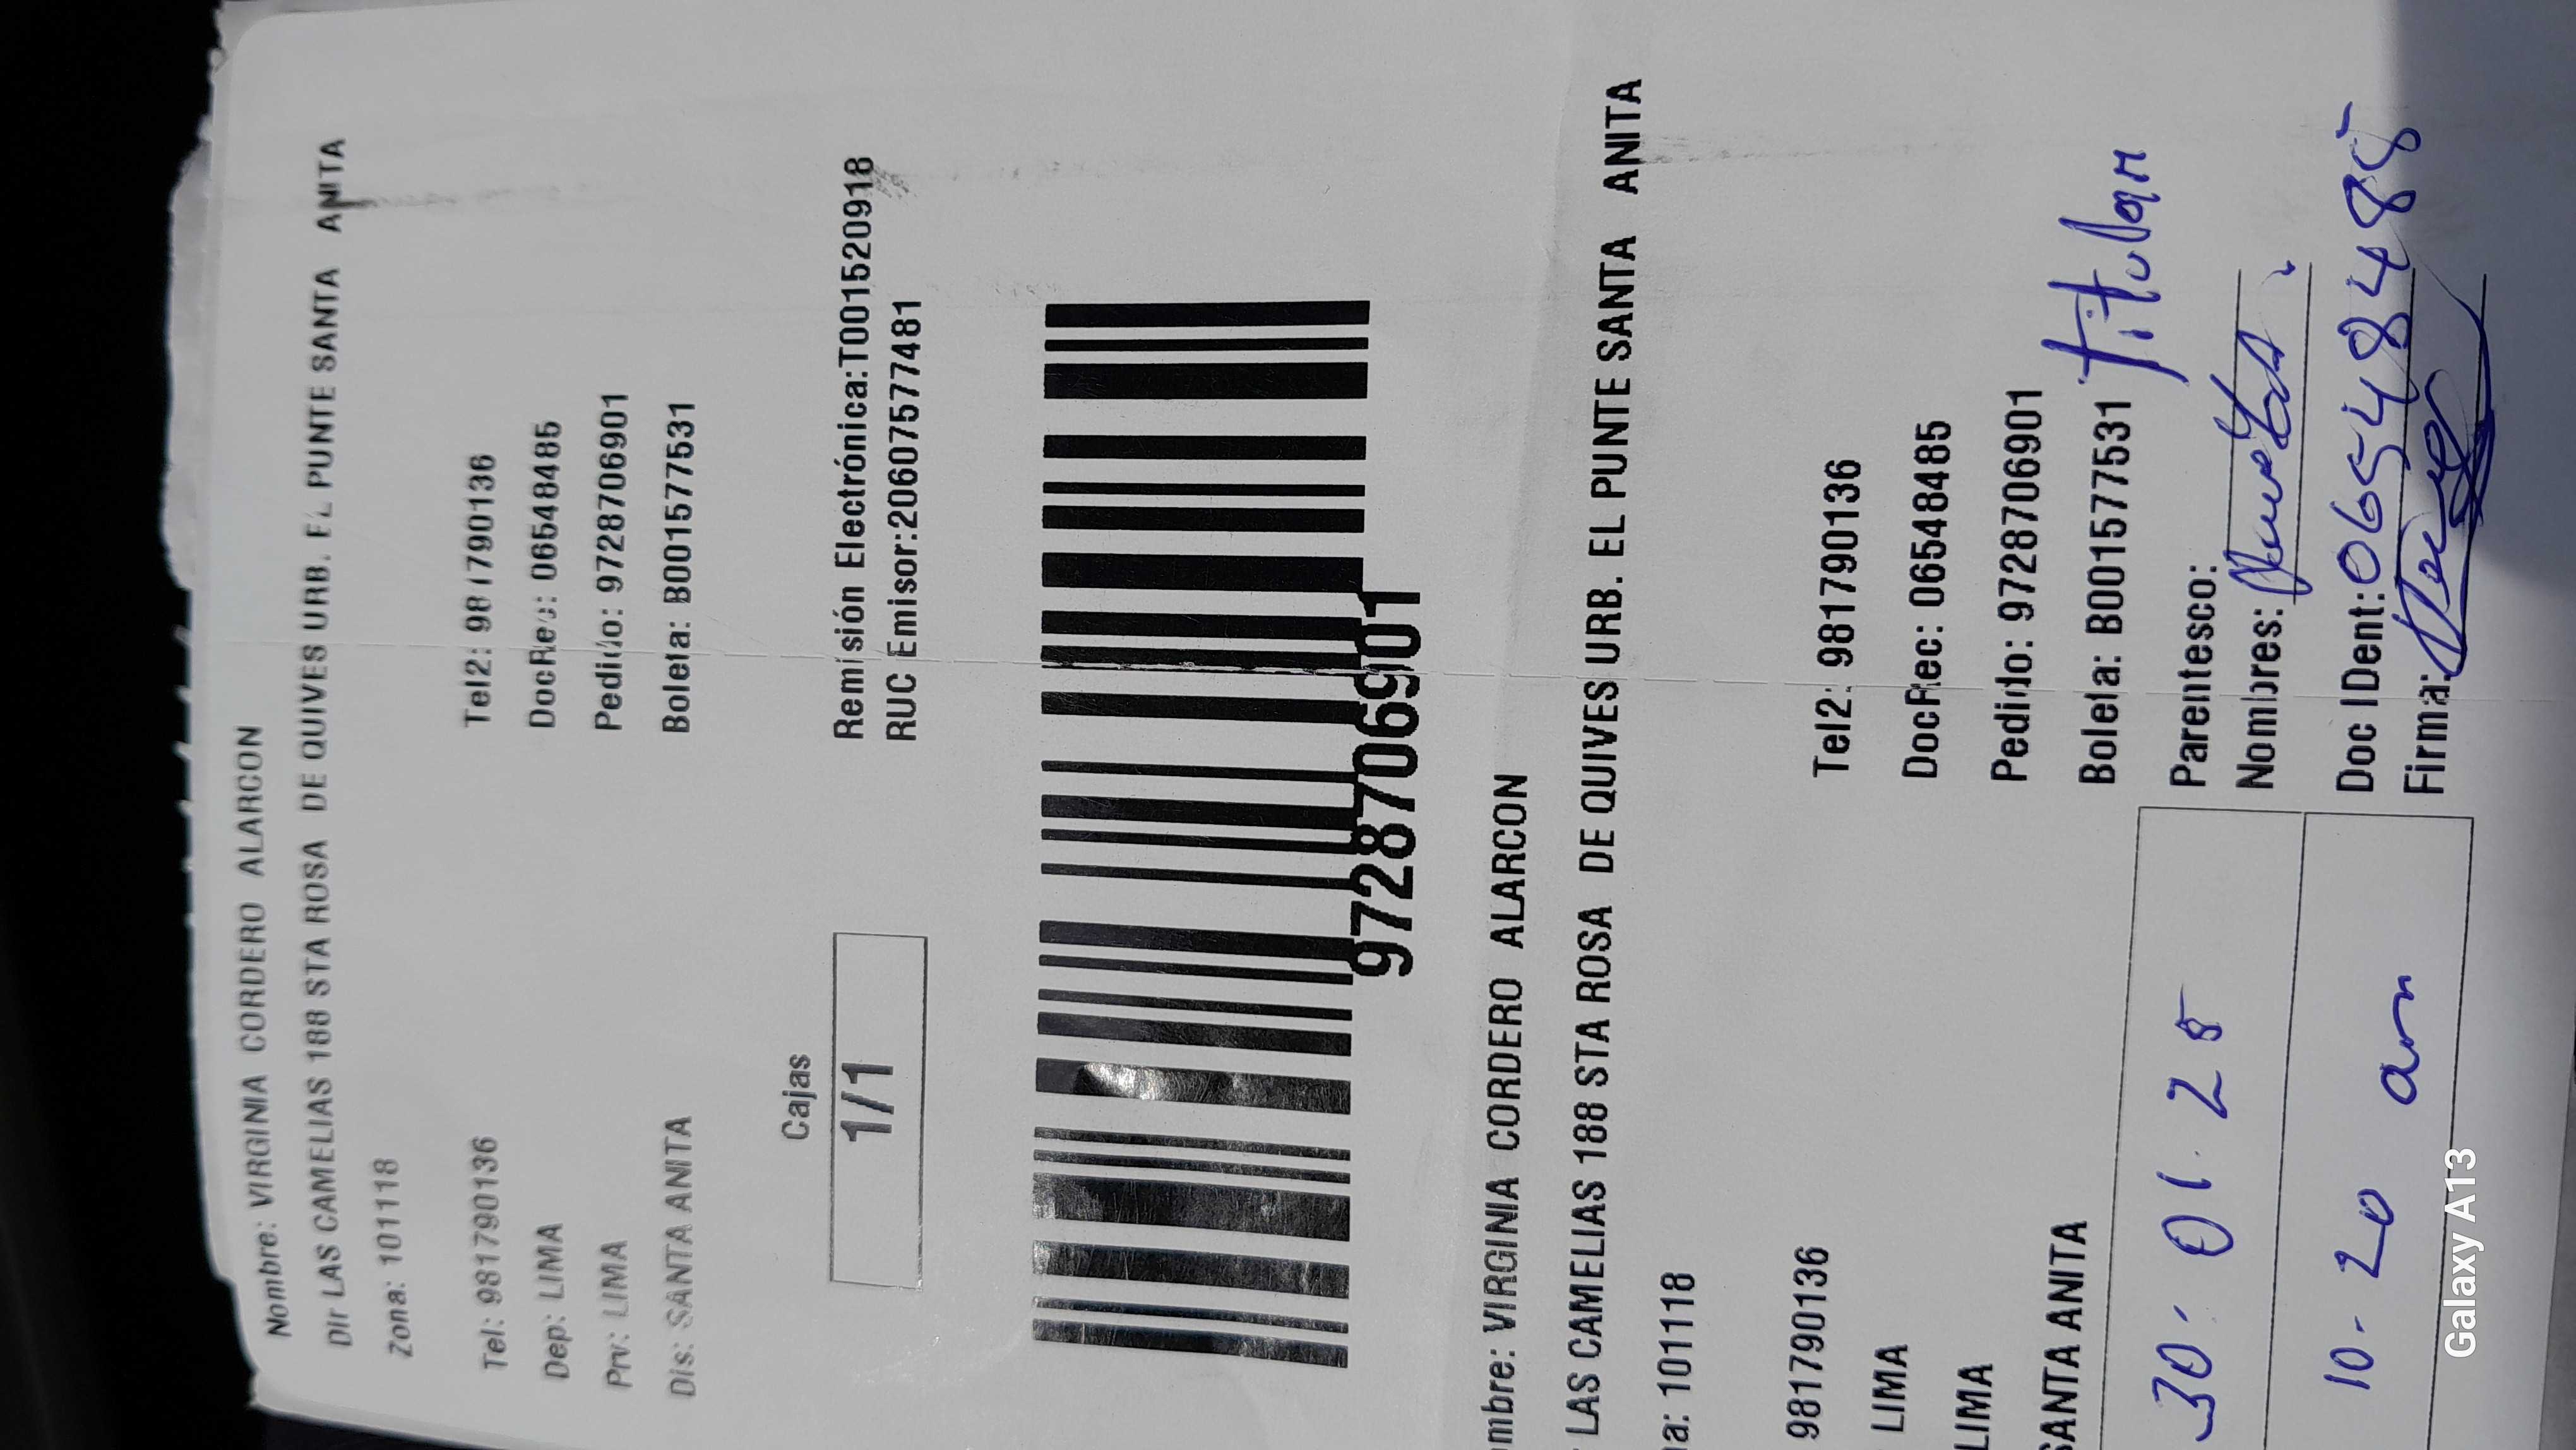 Nombre: VIRGINIA CORDERO ALARCON
Dir LAS CAMELIAS 188 STA ROSA DE QUIVES URB. EL PUNTE SANTA ANITA
Zona: 101118
Tel: 981790136 Tel2: 981790136
Dep: LIMA DocRec: 06548485
Prv: LIMA Pedido: 9728706901
Dis: SANTA ANITA Boleta: B001577531
Cajas
1/1
Remisión Electrónica:T001520918
RUC Emisor:20607577481
9728706901
mbre: VIRGINIA CORDERO ALARCON
LAS CAMELIAS 188 STA ROSA DE QUIVES URB. EL PUNTE SANTA ANITA
a: 101118
981790136 Tel2: 981790136
LIMA DocRec: 06548485
LIMA Pedido: 9728706901
SANTA ANITA Boleta: B001577531
Parentesco: Titular
30.01.25 Nombres:
10-20 am Doc IDent: 06548485
Firma:
Galaxy A13